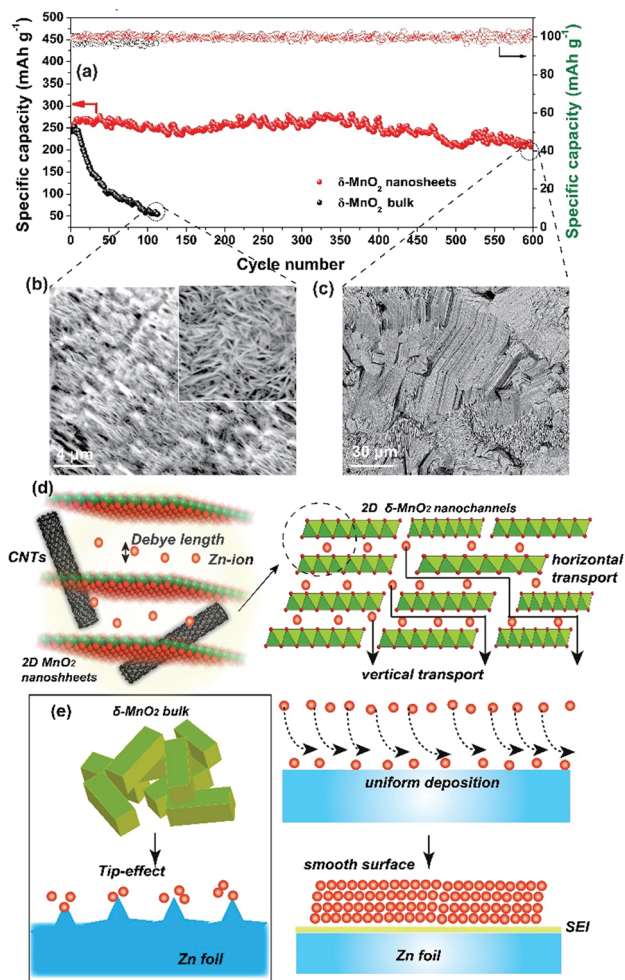 450
400
350
300
250
200
150
100
50
Specific capacity (mAh g⁻¹)
(a)
100
80
60
40
20
0
Specific capacity (mAh g⁻¹)
δ-MnO₂ nanosheets
δ-MnO₂ bulk
0 50 100 150 200 250 300 350 400 450 500 550 600
Cycle number
(b)
4 μm
(c)
30 μm
(d)
CNTs
Debye length
Zn-ion
2D MnO₂
nanoshheets
2D δ-MnO₂ nanochannels
horizontal
transport
vertical transport
(e)
δ-MnO₂ bulk
Tip-effect
Zn foil
uniform deposition
smooth surface
SEI
Zn foil